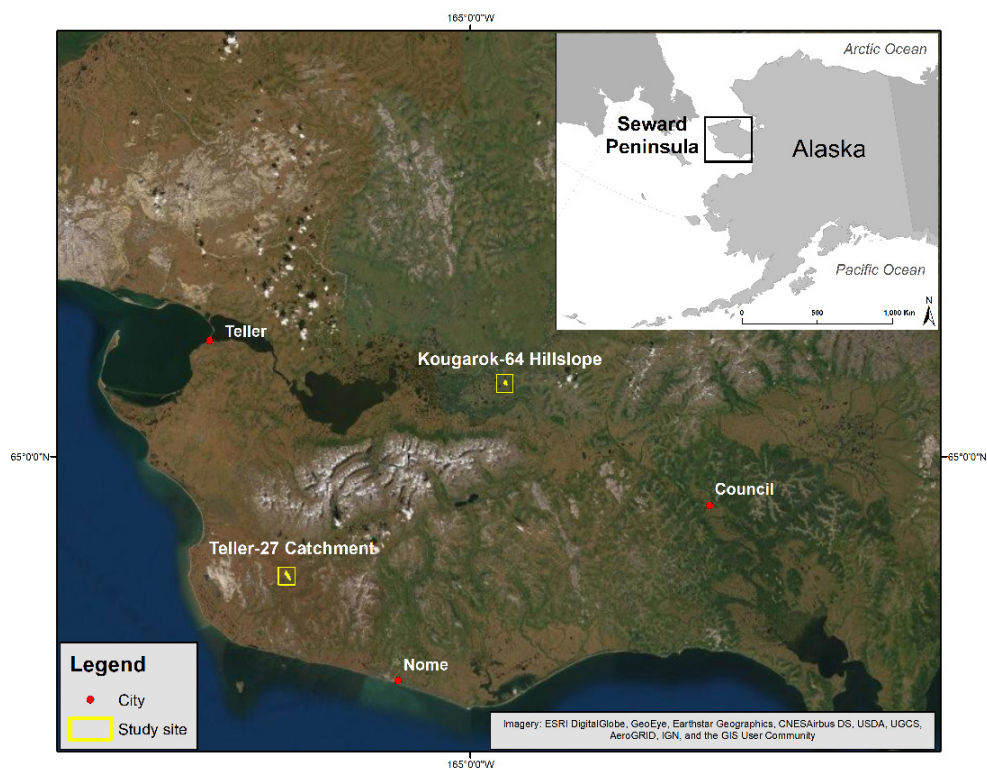 165°0'0"W
Arctic Ocean
Seward
Peninsula
Alaska
Pacific Ocean
N
0 500 1,000 Km
Teller
Kougarok-64 Hillslope
65°0'0"N
65°0'0"N
Council
Teller-27 Catchment
Nome
Legend
City
Study site
Imagery: ESRI DigitalGlobe, GeoEye, Earthstar Geographics, CNESAirbus DS, USDA, UGCS,
AeroGRID, IGN, and the GIS User Community
165°0'0"W